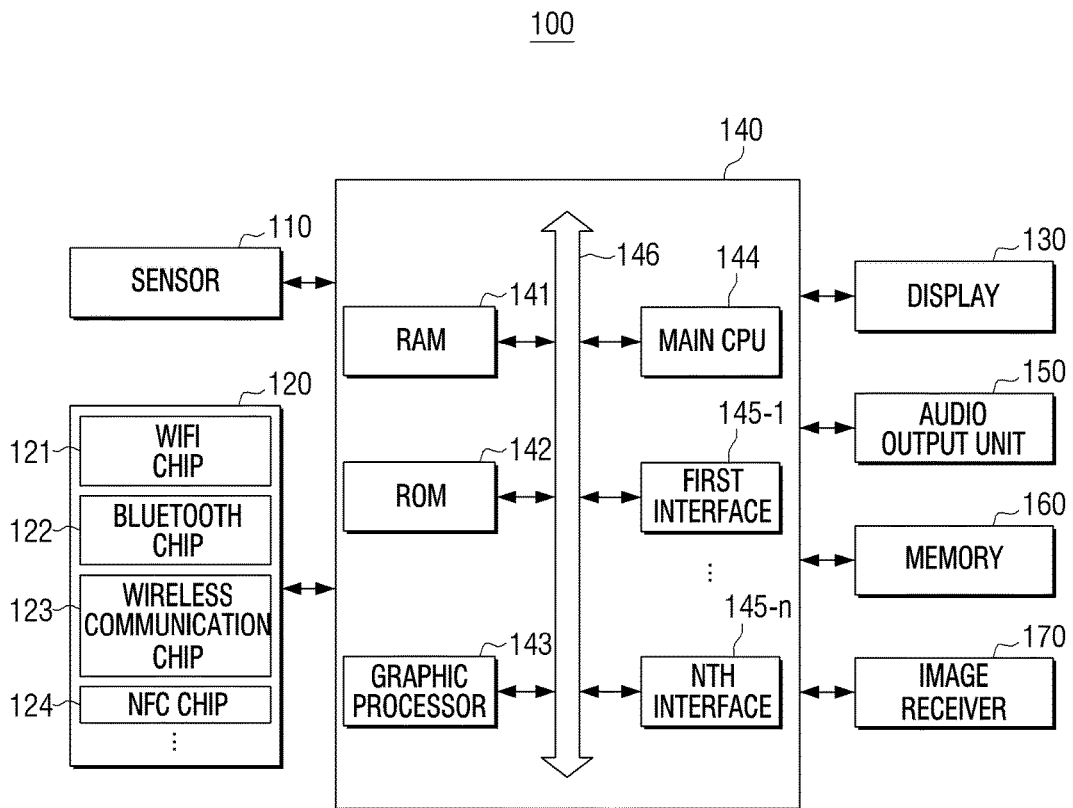 100
140
110
SENSOR
146
141
RAM
144
MAIN CPU
130
DISPLAY
120
121
WIFI
CHIP
122
BLUETOOTH
CHIP
123
WIRELESS
COMMUNICATION
CHIP
124
NFC CHIP
⋮
142
ROM
145-1
FIRST
INTERFACE
⋮
150
AUDIO
OUTPUT UNIT
160
MEMORY
143
GRAPHIC
PROCESSOR
145-n
NTH
INTERFACE
170
IMAGE
RECEIVER